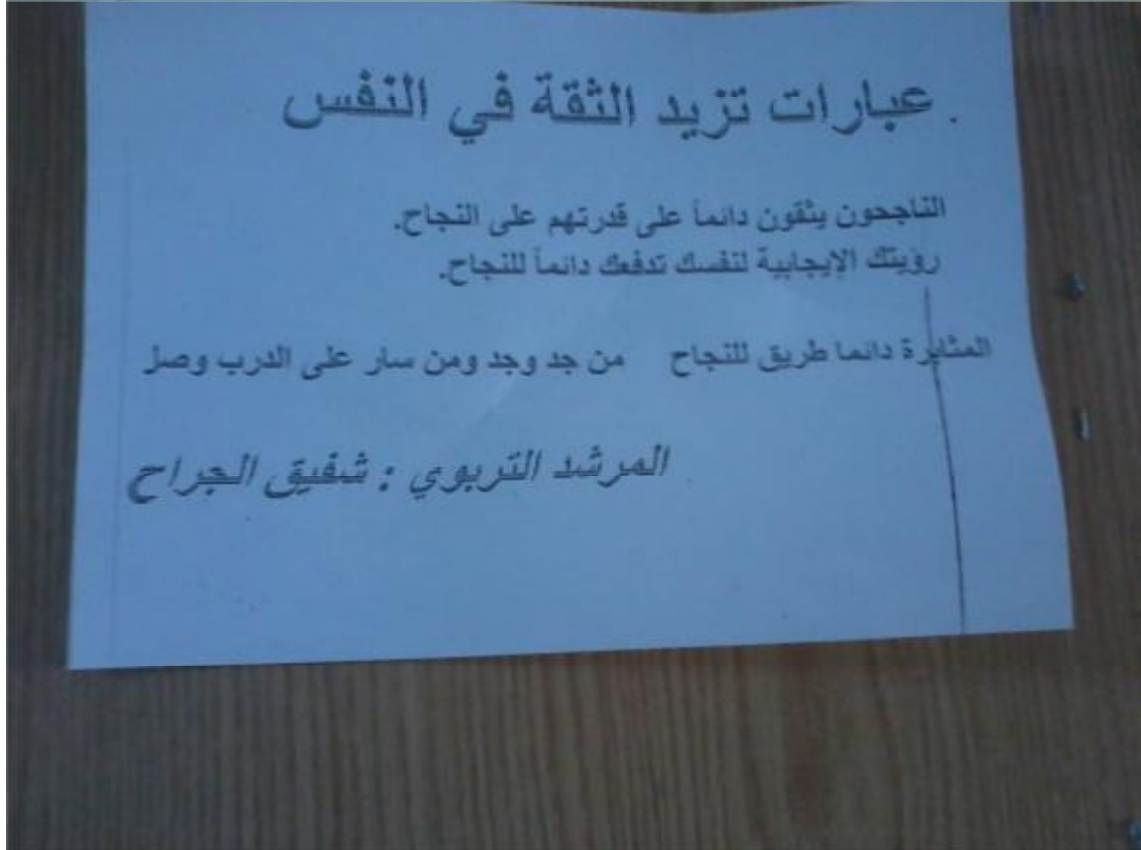 . عبارات تزيد الثقة في النفس
الناجحون يثقون دائماً على قدرتهم على النجاح.
رؤيتك الإيجابية لنفسك تدفعك دائماً للنجاح.
المثابرة دائما طريق للنجاح من جد وجد ومن سار على الدرب وصل
المرشد التربوي : شفيق الجراح